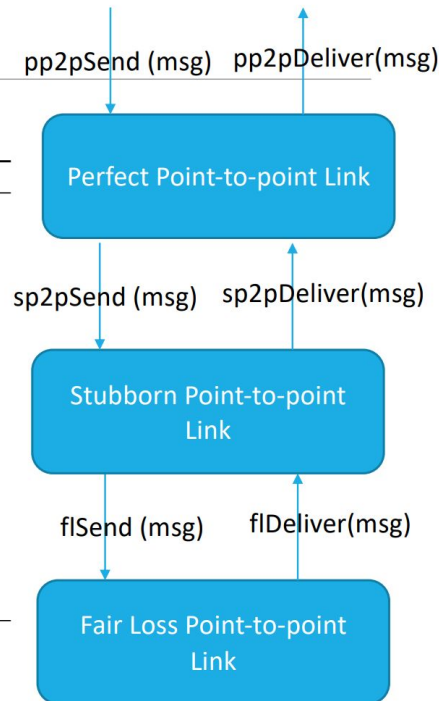 pp2pSend (msg) pp2pDeliver(msg)
Perfect Point-to-point Link
sp2pSend (msg) sp2pDeliver(msg)
Stubborn Point-to-point
Link
flSend (msg) flDeliver(msg)
Fair Loss Point-to-point
Link